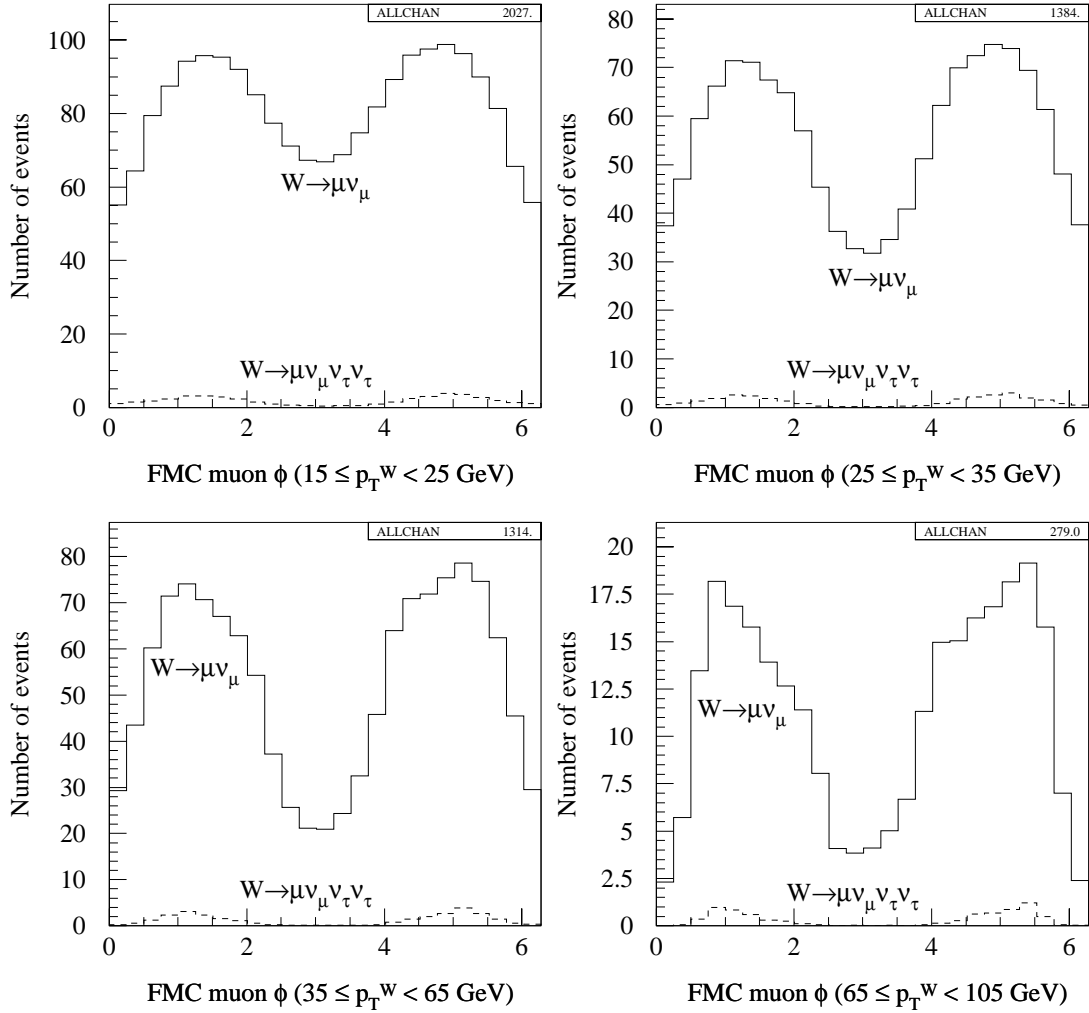 ALLCHAN 2027.
Number of events
100
80
60
40
20
0
W→μν_μ
W→μν_μν_τν_τ
0 2 4 6
FMC muon ϕ (15 ≤ p_T^W < 25 GeV)
ALLCHAN 1384.
Number of events
80
70
60
50
40
30
20
10
0
W→μν_μ
W→μν_μν_τν_τ
0 2 4 6
FMC muon ϕ (25 ≤ p_T^W < 35 GeV)
ALLCHAN 1314.
Number of events
80
70
60
50
40
30
20
10
0
W→μν_μ
W→μν_μν_τν_τ
0 2 4 6
FMC muon ϕ (35 ≤ p_T^W < 65 GeV)
ALLCHAN 279.0
Number of events
20
17.5
15
12.5
10
7.5
5
2.5
0
W→μν_μ
W→μν_μν_τν_τ
0 2 4 6
FMC muon ϕ (65 ≤ p_T^W < 105 GeV)